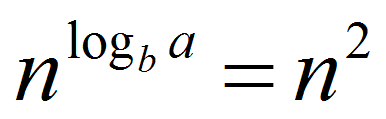 n^{log_b a} = n^2